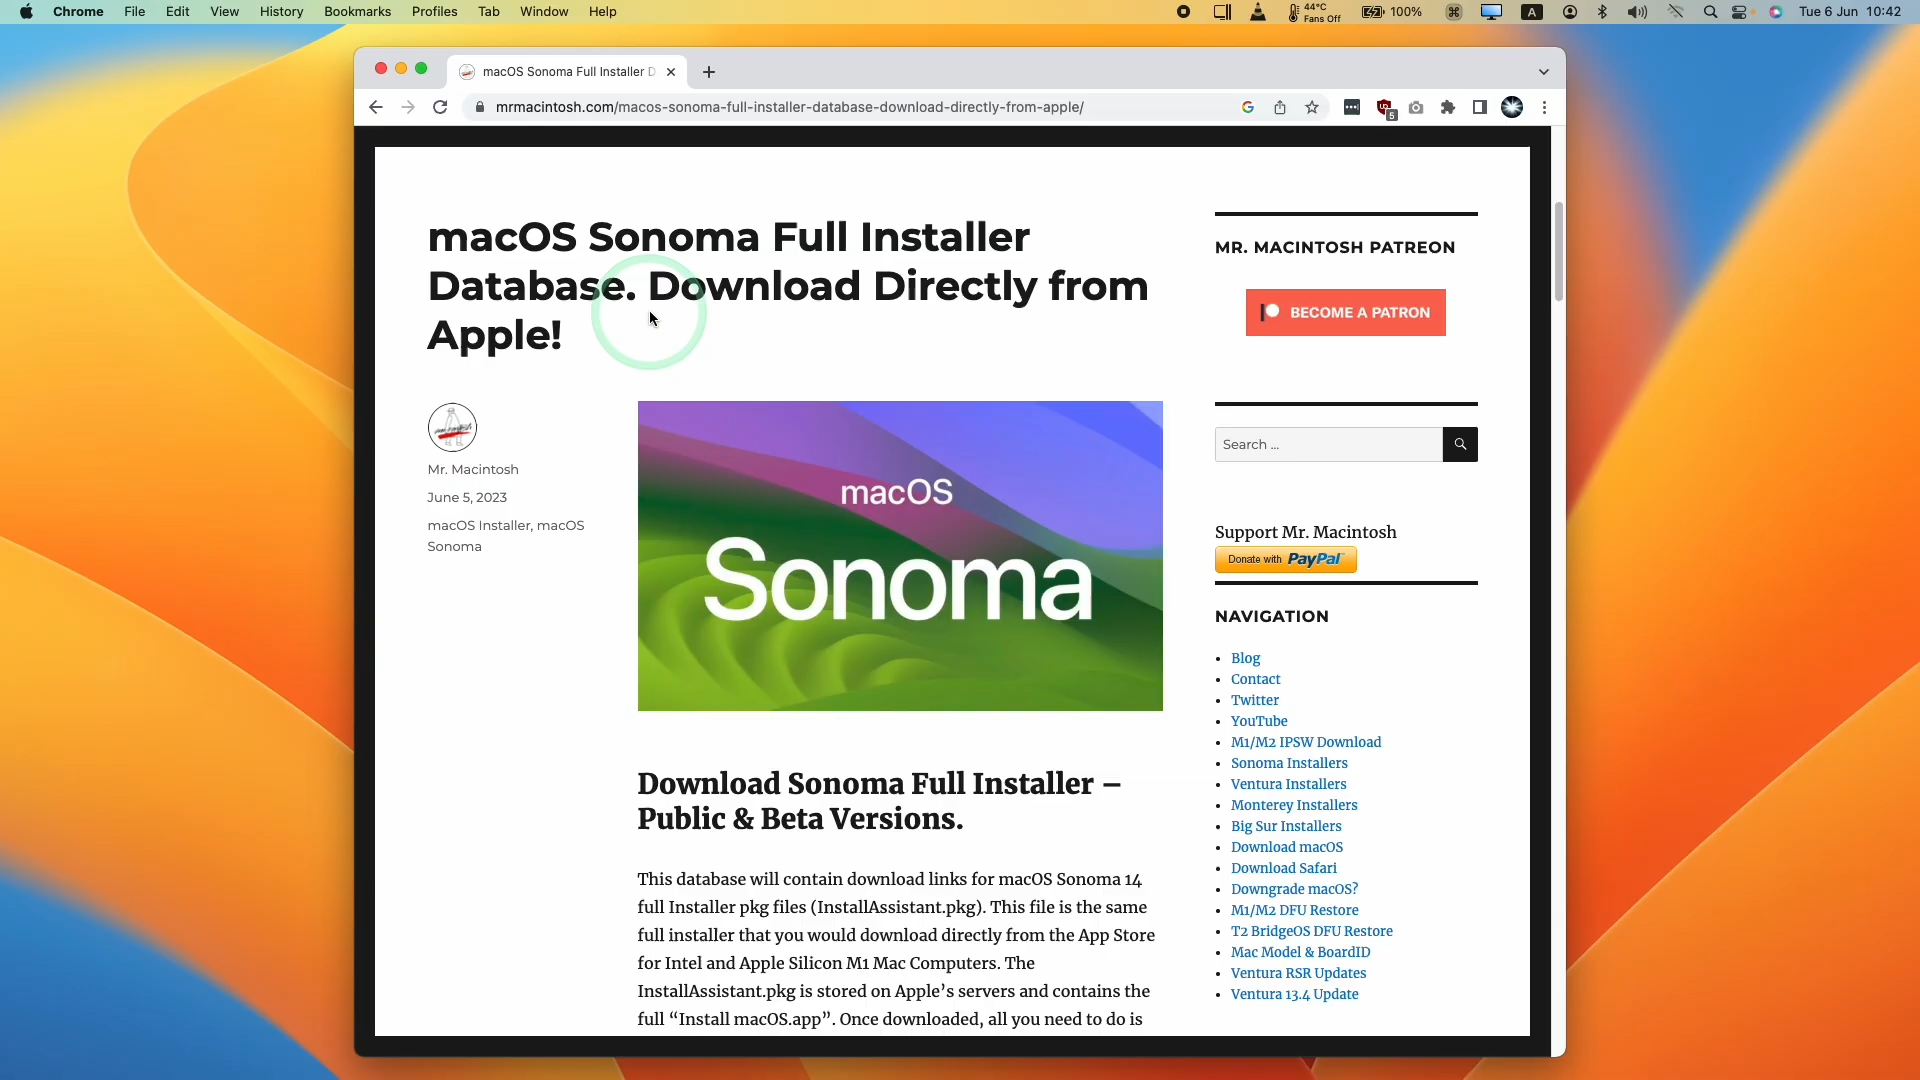 Chrome File Edit View History Bookmarks Profiles Tab Window Help
44°C
Fans Off
100%
A
Tue 6 Jun 10:42
macOS Sonoma Full Installer D
mrmacintosh.com/macos-sonoma-full-installer-database-download-directly-from-apple/
5
macOS Sonoma Full Installer
Database. Download Directly from
Apple!
Mr. Macintosh
June 5, 2023
macOS Installer, macOS
Sonoma
macOS
Sonoma
Download Sonoma Full Installer –
Public & Beta Versions.
This database will contain download links for macOS Sonoma 14
full Installer pkg files (InstallAssistant.pkg). This file is the same
full installer that you would download directly from the App Store
for Intel and Apple Silicon M1 Mac Computers. The
InstallAssistant.pkg is stored on Apple’s servers and contains the
full “Install macOS.app”. Once downloaded, all you need to do is
MR. MACINTOSH PATREON
BECOME A PATRON
Search ...
Support Mr. Macintosh
Donate with PayPal
NAVIGATION
Blog
Contact
Twitter
YouTube
M1/M2 IPSW Download
Sonoma Installers
Ventura Installers
Monterey Installers
Big Sur Installers
Download macOS
Download Safari
Downgrade macOS?
M1/M2 DFU Restore
T2 BridgeOS DFU Restore
Mac Model & BoardID
Ventura RSR Updates
Ventura 13.4 Update